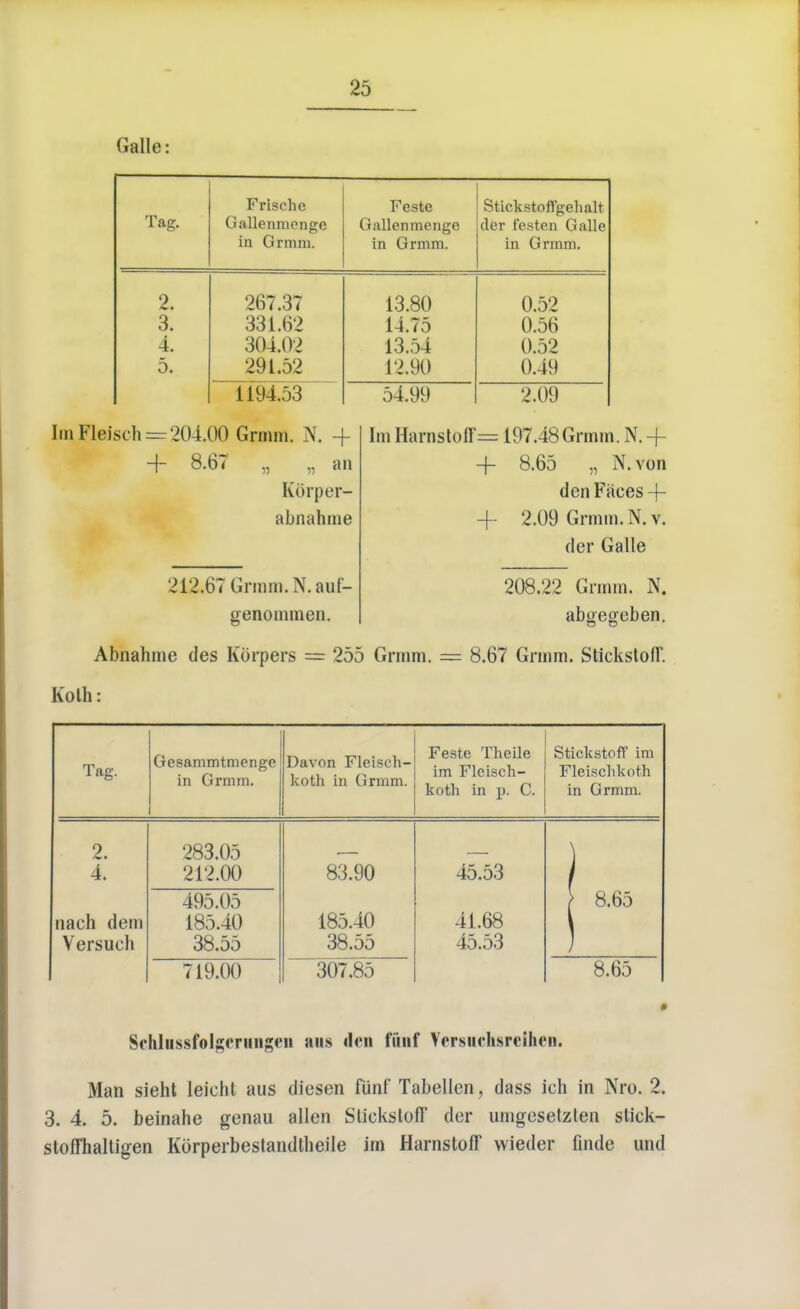 25
Galle:
Tag. | Frische Gallenmenge in Grmm. | Feste Gallenmenge in Grmm. | Stickstoffgehalt der festen Galle in Grmm.
2. | 267.37 | 13.80 | 0.52
3. | 331.62 | 14.75 | 0.56
4. | 304.02 | 13.54 | 0.52
5. | 291.52 | 12.90 | 0.49
1194.53 | 54.99 | 2.09
Im Fleisch = 204.00 Grmm. N. +
+ 8.67 „ „ an
Körper-
abnahme
212.67 Grmm. N. auf-
genommen.
Im Harnstoff = 197.48 Grmm. N. +
+ 8.65 „ N. von
den Fäces +
+ 2.09 Grmm. N. v.
der Galle
208.22 Grmm. N.
abgegeben.
Abnahme des Körpers = 255 Grmm. = 8.67 Grmm. Stickstoff.
Koth:
Tag. | Gesammtmenge in Grmm. | Davon Fleisch-koth in Grmm. | Feste Theile im Fleisch-koth in p. C. | Stickstoff im Fleischkoth in Grmm.
2. | 283.05 | — | —
4. | 212.00 | 83.90 | 45.53
495.05 | 8.65
nach dem | 185.40 | 185.40 | 41.68
Versuch | 38.55 | 38.55 | 45.53
719.00 | 307.85 | 8.65
Schlussfolgerungen aus den fünf Versuchsreihen.
Man sieht leicht aus diesen fünf Tabellen, dass ich in Nro. 2.
3. 4. 5. beinahe genau allen Stickstoff der umgesetzten stick-
stoffhaltigen Körperbestandtheile im Harnstoff wieder finde und